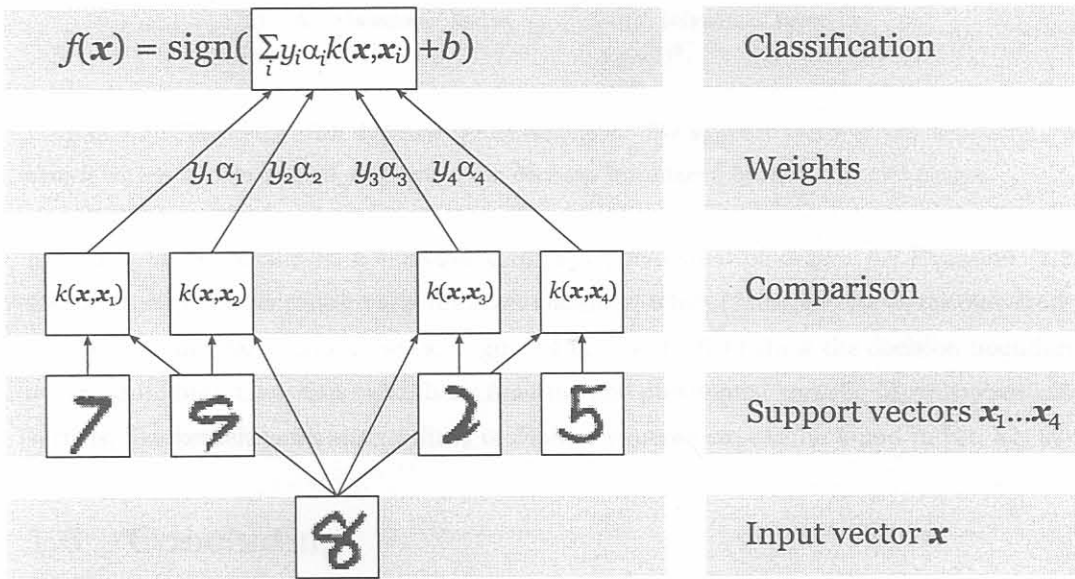 f(x) = sign( ∑ᵢ yᵢαᵢk(x,xᵢ) +b)
Classification
y₁α₁ y₂α₂ y₃α₃ y₄α₄
Weights
k(x,x₁) k(x,x₂) k(x,x₃) k(x,x₄)
Comparison
7 9 2 5
Support vectors x₁...x₄
8
Input vector x